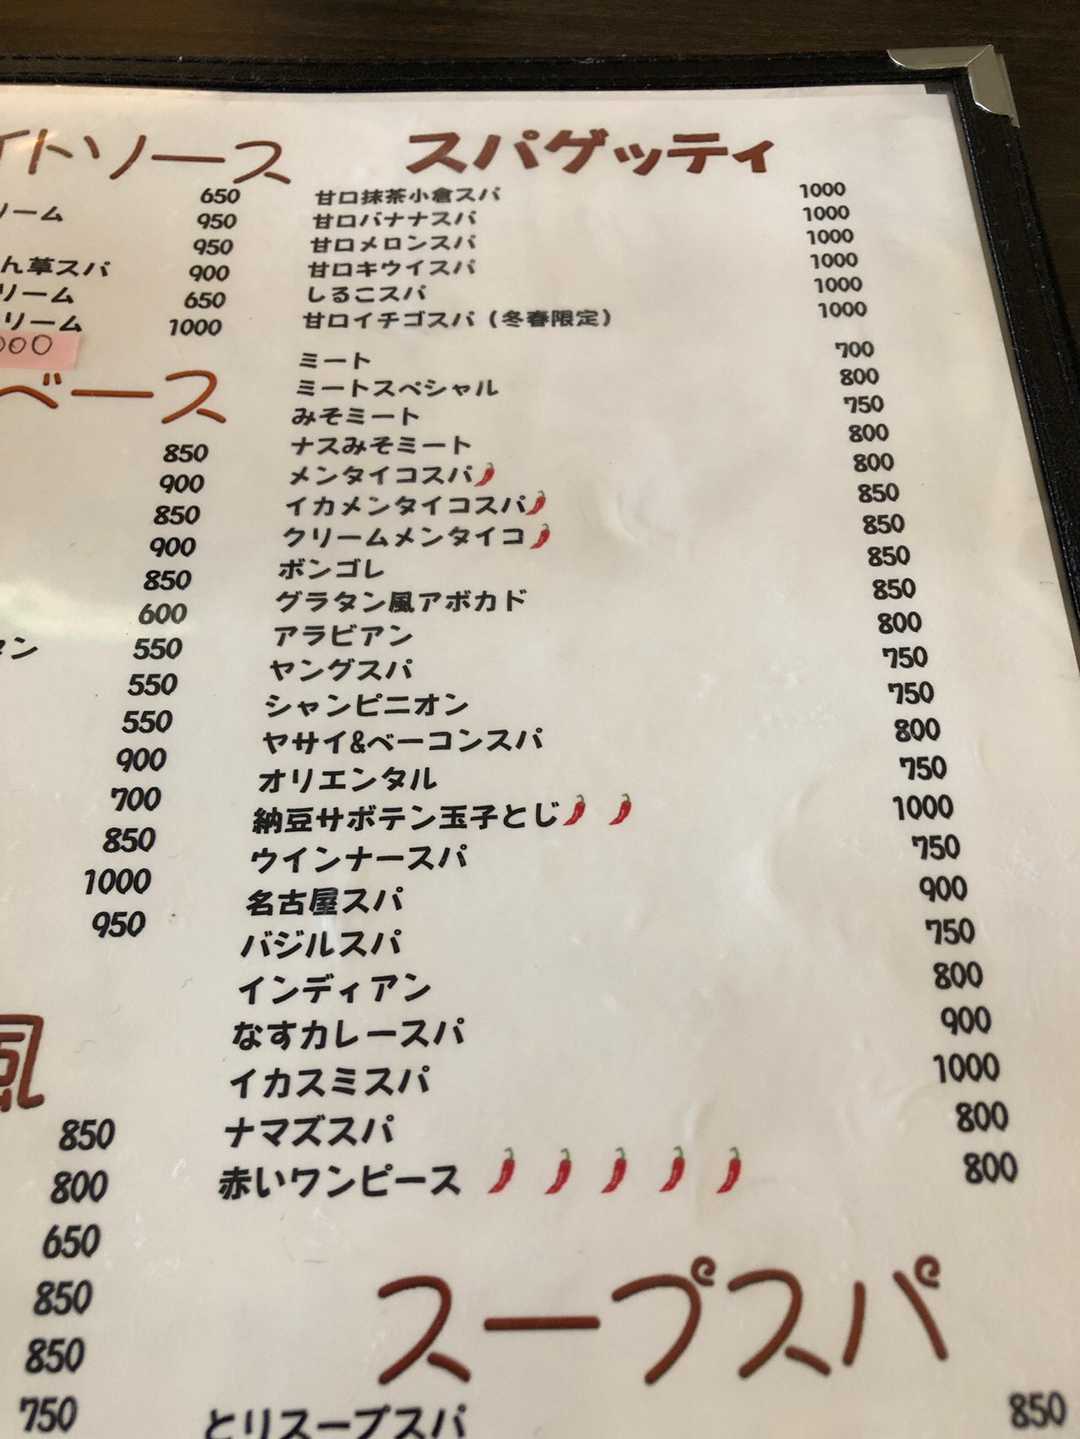 イトソース
650
リーム 950
950
ん草スパ 900
リーム 650
リーム 1000
000
ベース
850
900
850
900
850
600
タン 550
550
550
900
700
850
1000
950
風
850
800
650
850
850
750
スパゲッティ
甘口抹茶小倉スパ 1000
甘口バナナスパ 1000
甘口メロンスパ 1000
甘口キウイスパ 1000
しるこスパ 1000
甘口イチゴスパ（冬春限定） 1000
ミート 700
ミートスペシャル 800
みそミート 750
ナスみそミート 800
メンタイコスパ 800
イカメンタイコスパ 850
クリームメンタイコ 850
ボンゴレ 850
グラタン風アボカド 850
アラビアン 800
ヤングスパ 750
シャンピニオン 750
ヤサイ&ベーコンスパ 800
オリエンタル 750
納豆サボテン玉子とじ 1000
ウインナースパ 750
名古屋スパ 900
バジルスパ 750
インディアン 800
なすカレースパ 900
イカスミスパ 1000
ナマズスパ 800
赤いワンピース 800
スープスパ
とりスープスパ 850